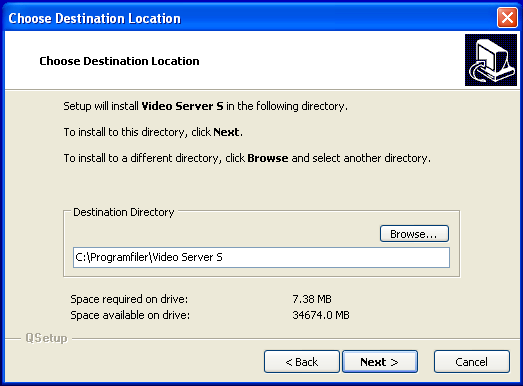 Choose Destination Location
Choose Destination Location
Setup will install Video Server S in the following directory.
To install to this directory, click Next.
To install to a different directory, click Browse and select another directory.
Destination Directory
Browse...
C:\Programfiler\Video Server S
Space required on drive: 7.38 MB
Space available on drive: 34674.0 MB
QSetup
< Back Next > Cancel